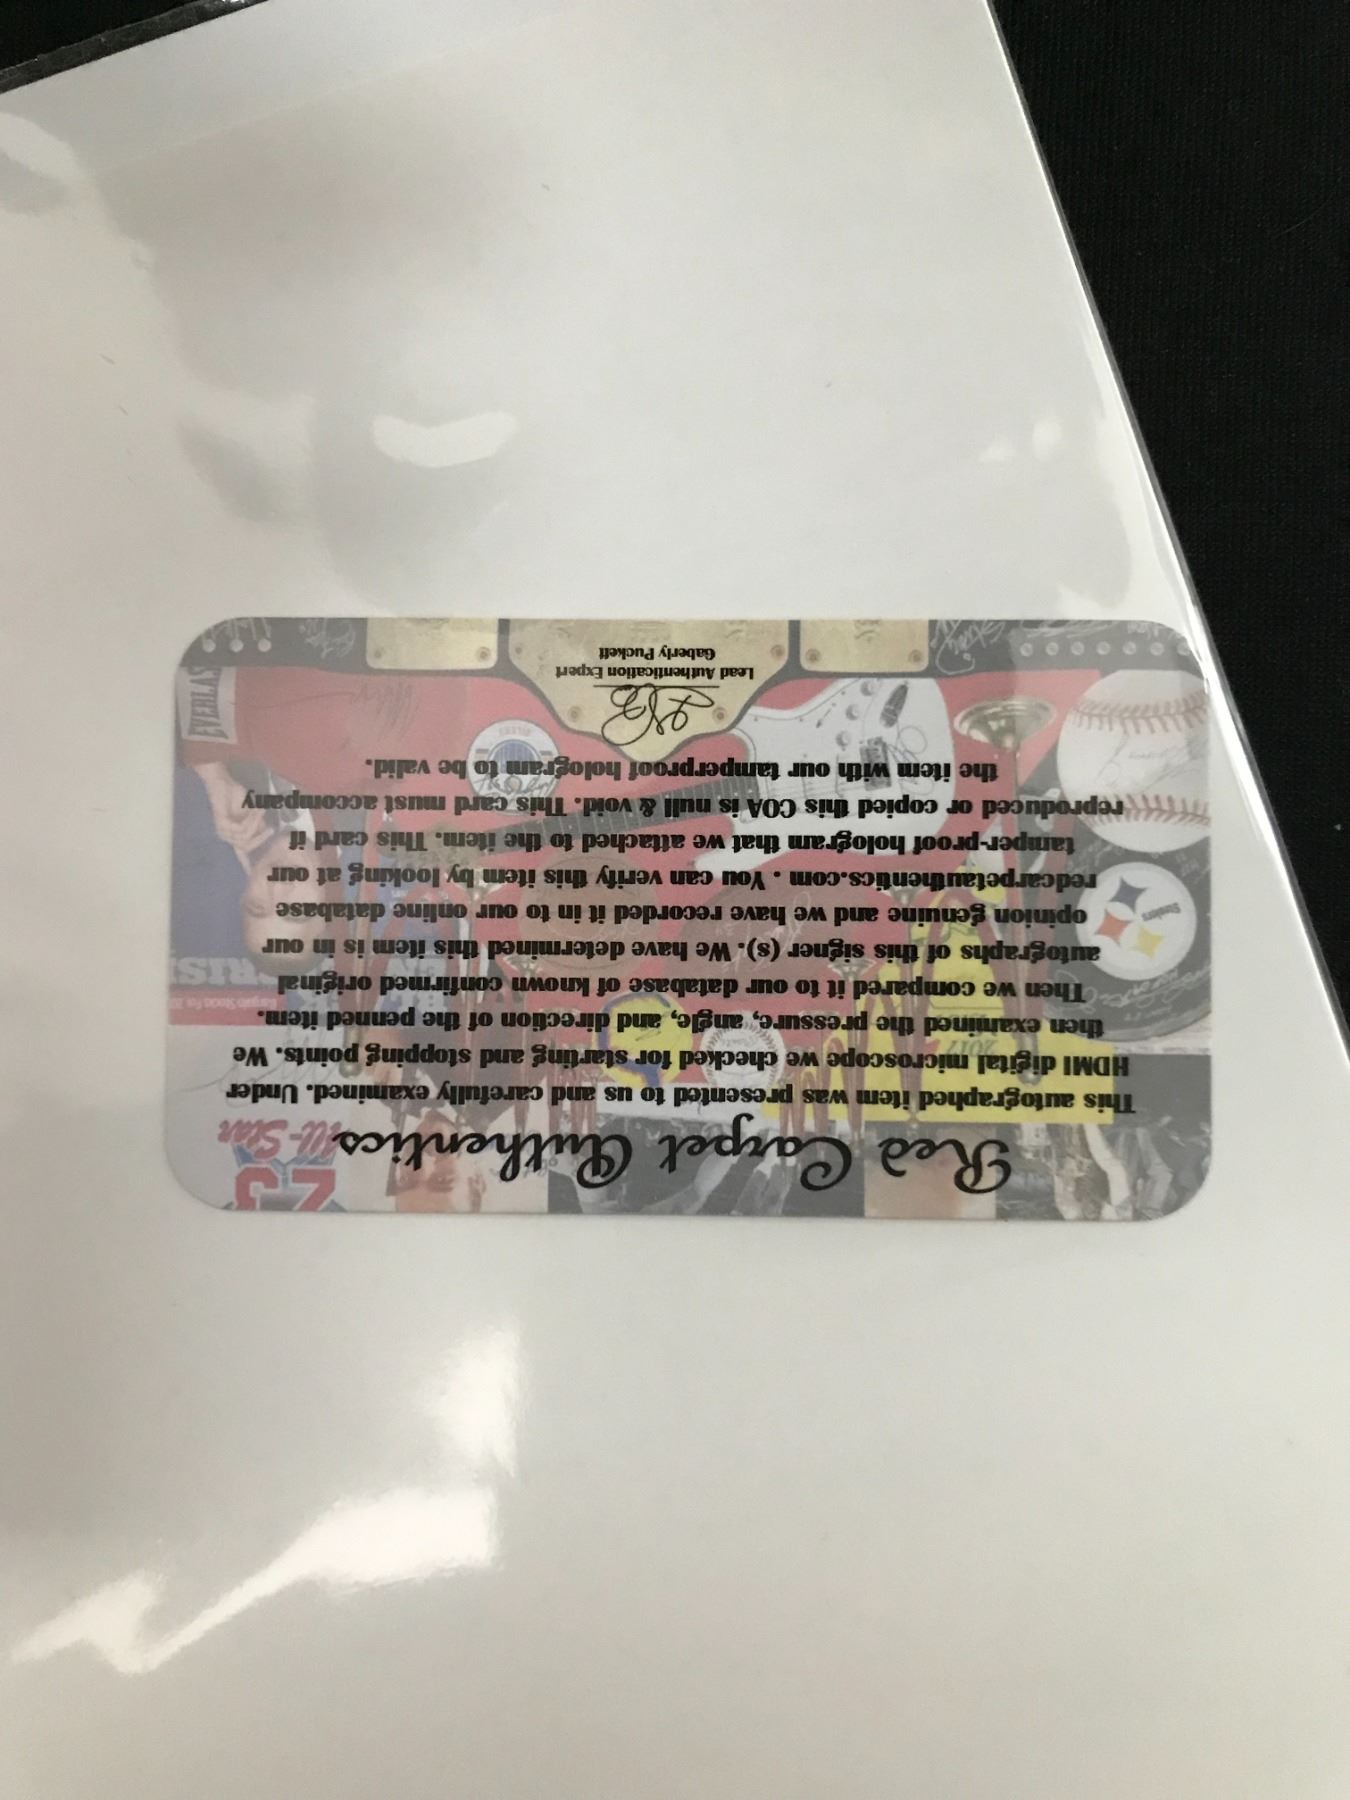 Red Carpet Authentics
This autographed item was presented to us and carefully examined. Under
HDMI digital microscope we checked for starting and stopping points. We
then examined the pressure, angle, and direction of the penned item.
Then we compared it to our database of known confirmed original
autographs of this signer (s). We have determined this item is in our
opinion genuine and we have recorded it in to our online database
redcarpetauthentics.com . You can verify this item by looking at our
tamper-proof hologram that we attached to the item. This card if
reproduced or copied this COA is null & void. This card must accompany
the item with our tamperproof hologram to be valid.
Lead Authentication Expert
Gaberly Puckett
23
All-Star
2017
Steelers
EVERLAS